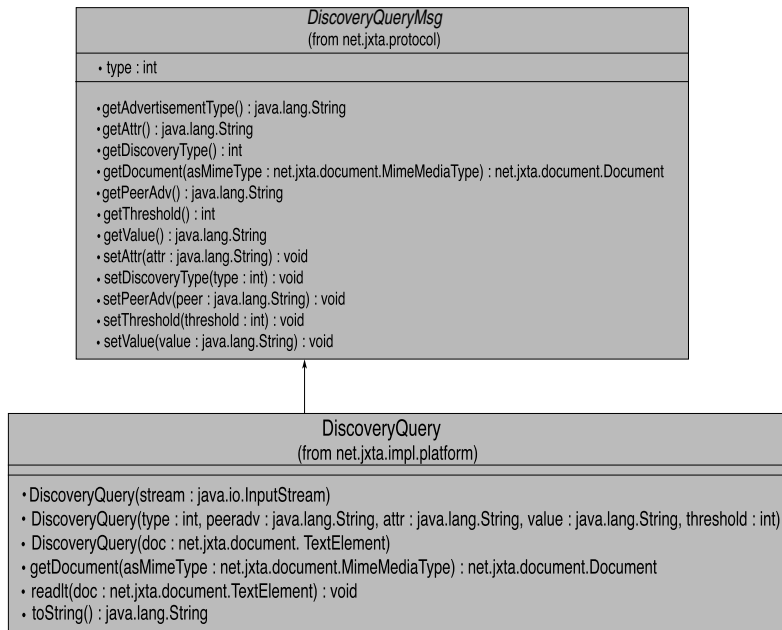 DiscoveryQueryMsg
(from net.jxta.protocol)
• type : int
• getAdvertisementType() : java.lang.String
• getAttr() : java.lang.String
• getDiscoveryType() : int
• getDocument(asMimeType : net.jxta.document.MimeMediaType) : net.jxta.document.Document
• getPeerAdv() : java.lang.String
• getThreshold() : int
• getValue() : java.lang.String
• setAttr(attr : java.lang.String) : void
• setDiscoveryType(type : int) : void
• setPeerAdv(peer : java.lang.String) : void
• setThreshold(threshold : int) : void
• setValue(value : java.lang.String) : void
DiscoveryQuery
(from net.jxta.impl.platform)
• DiscoveryQuery(stream : java.io.InputStream)
• DiscoveryQuery(type : int, peeradv : java.lang.String, attr : java.lang.String, value : java.lang.String, threshold : int)
• DiscoveryQuery(doc : net.jxta.document. TextElement)
• getDocument(asMimeType : net.jxta.document.MimeMediaType) : net.jxta.document.Document
• readIt(doc : net.jxta.document.TextElement) : void
• toString() : java.lang.String